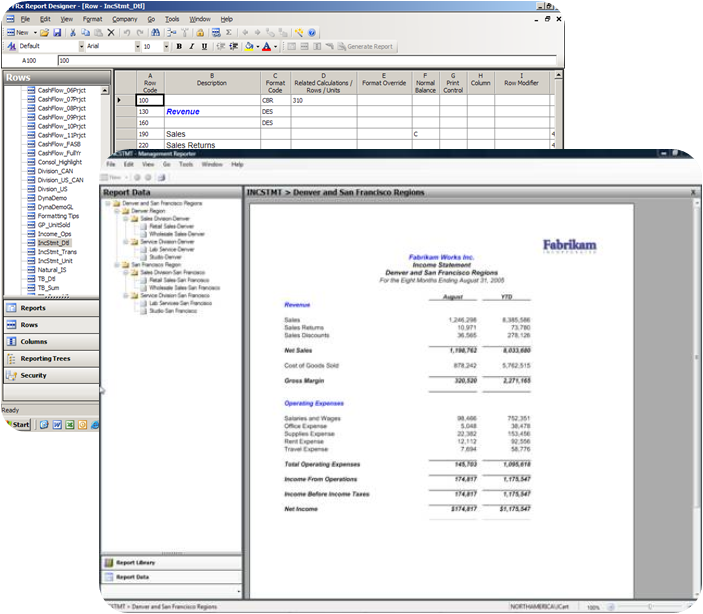 FRx Report Designer - [Row - IncStmt_Dtl]
File Edit View Format Company Go Tools Window Help
New
Default Arial 10 B I U Generate Report
A100 100
Rows
CashFlow_06Prjct
CashFlow_07Prjct
CashFlow_08Prjct
CashFlow_09Prjct
CashFlow_10Prjct
CashFlow_11Prjct
CashFlow_FASB
CashFlow_FullYr
Consol_Highlight
Division_CAN
Division_US_CAN
Division_US
DynaDemo
DynaDemoGL
Formatting Tips
GP_UnitSold
Income_Ops
IncStmt_Dtl
IncStmt_Trans
IncStmt_Unit
Natural_IS
TB_Dtl
TB_Sum
Reports
Rows
Columns
Reporting Trees
Security
Ready
Start
A B C D E F G H I
Row Code Description Format Code Related Calculations / Rows / Units Format Override Normal Balance Print Control Column Row Modifier
100 CBR 310
130 Revenue DES
160 DES
190 Sales C 4
220 Sales Returns 4
INCSTMT - Management Reporter
File Edit View Go Tools Window Help
New
Report Data
Denver and San Francisco Regions
Denver Region
Sales Division-Denver
Retail Sales-Denver
Wholesale Sales-Denver
Service Division-Denver
Lab Service-Denver
Studio-Denver
San Francisco Region
Sales Division-San Francisco
Retail Sales-San Francisco
Wholesale Sales-San Francisco
Service Division-San Francisco
Lab Services-San Francisco
Studio-San Francisco
Report Library
Report Data
INCSTMT > Denver and San Francisco Regions X
Fabrikam
INCORPORATED
Fabrikam Works Inc.
Income Statement
Denver and San Francisco Regions
For the Eight Months Ending August 31, 2005
August YTD
Revenue
Sales 1,246,298 8,385,586
Sales Returns 10,971 73,780
Sales Discounts 36,565 278,126
Net Sales 1,198,762 8,033,680
Cost of Goods Sold 878,242 5,762,515
Gross Margin 320,520 2,271,165
Operating Expenses
Salaries and Wages 98,466 752,351
Office Expense 5,048 38,478
Supplies Expense 22,382 153,456
Rent Expense 12,112 92,556
Travel Expense 7,694 58,776
Total Operating Expenses 145,703 1,095,618
Income From Operations 174,817 1,175,547
Income Before Income Taxes 174,817 1,175,547
Net Income $174,817 $1,175,547
INCSTMT > Denver and San Francisco Regions NORTHAMERICA\JCart 100%